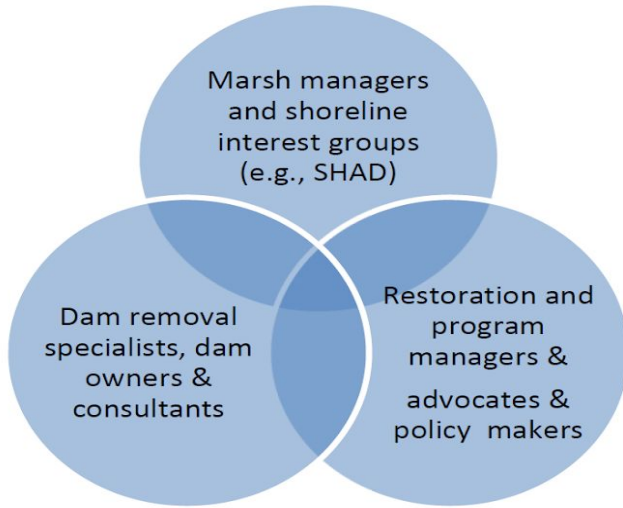 Marsh managers
and shoreline
interest groups
(e.g., SHAD)
Dam removal
specialists, dam
owners &
consultants
Restoration and
program
managers &
advocates &
policy makers